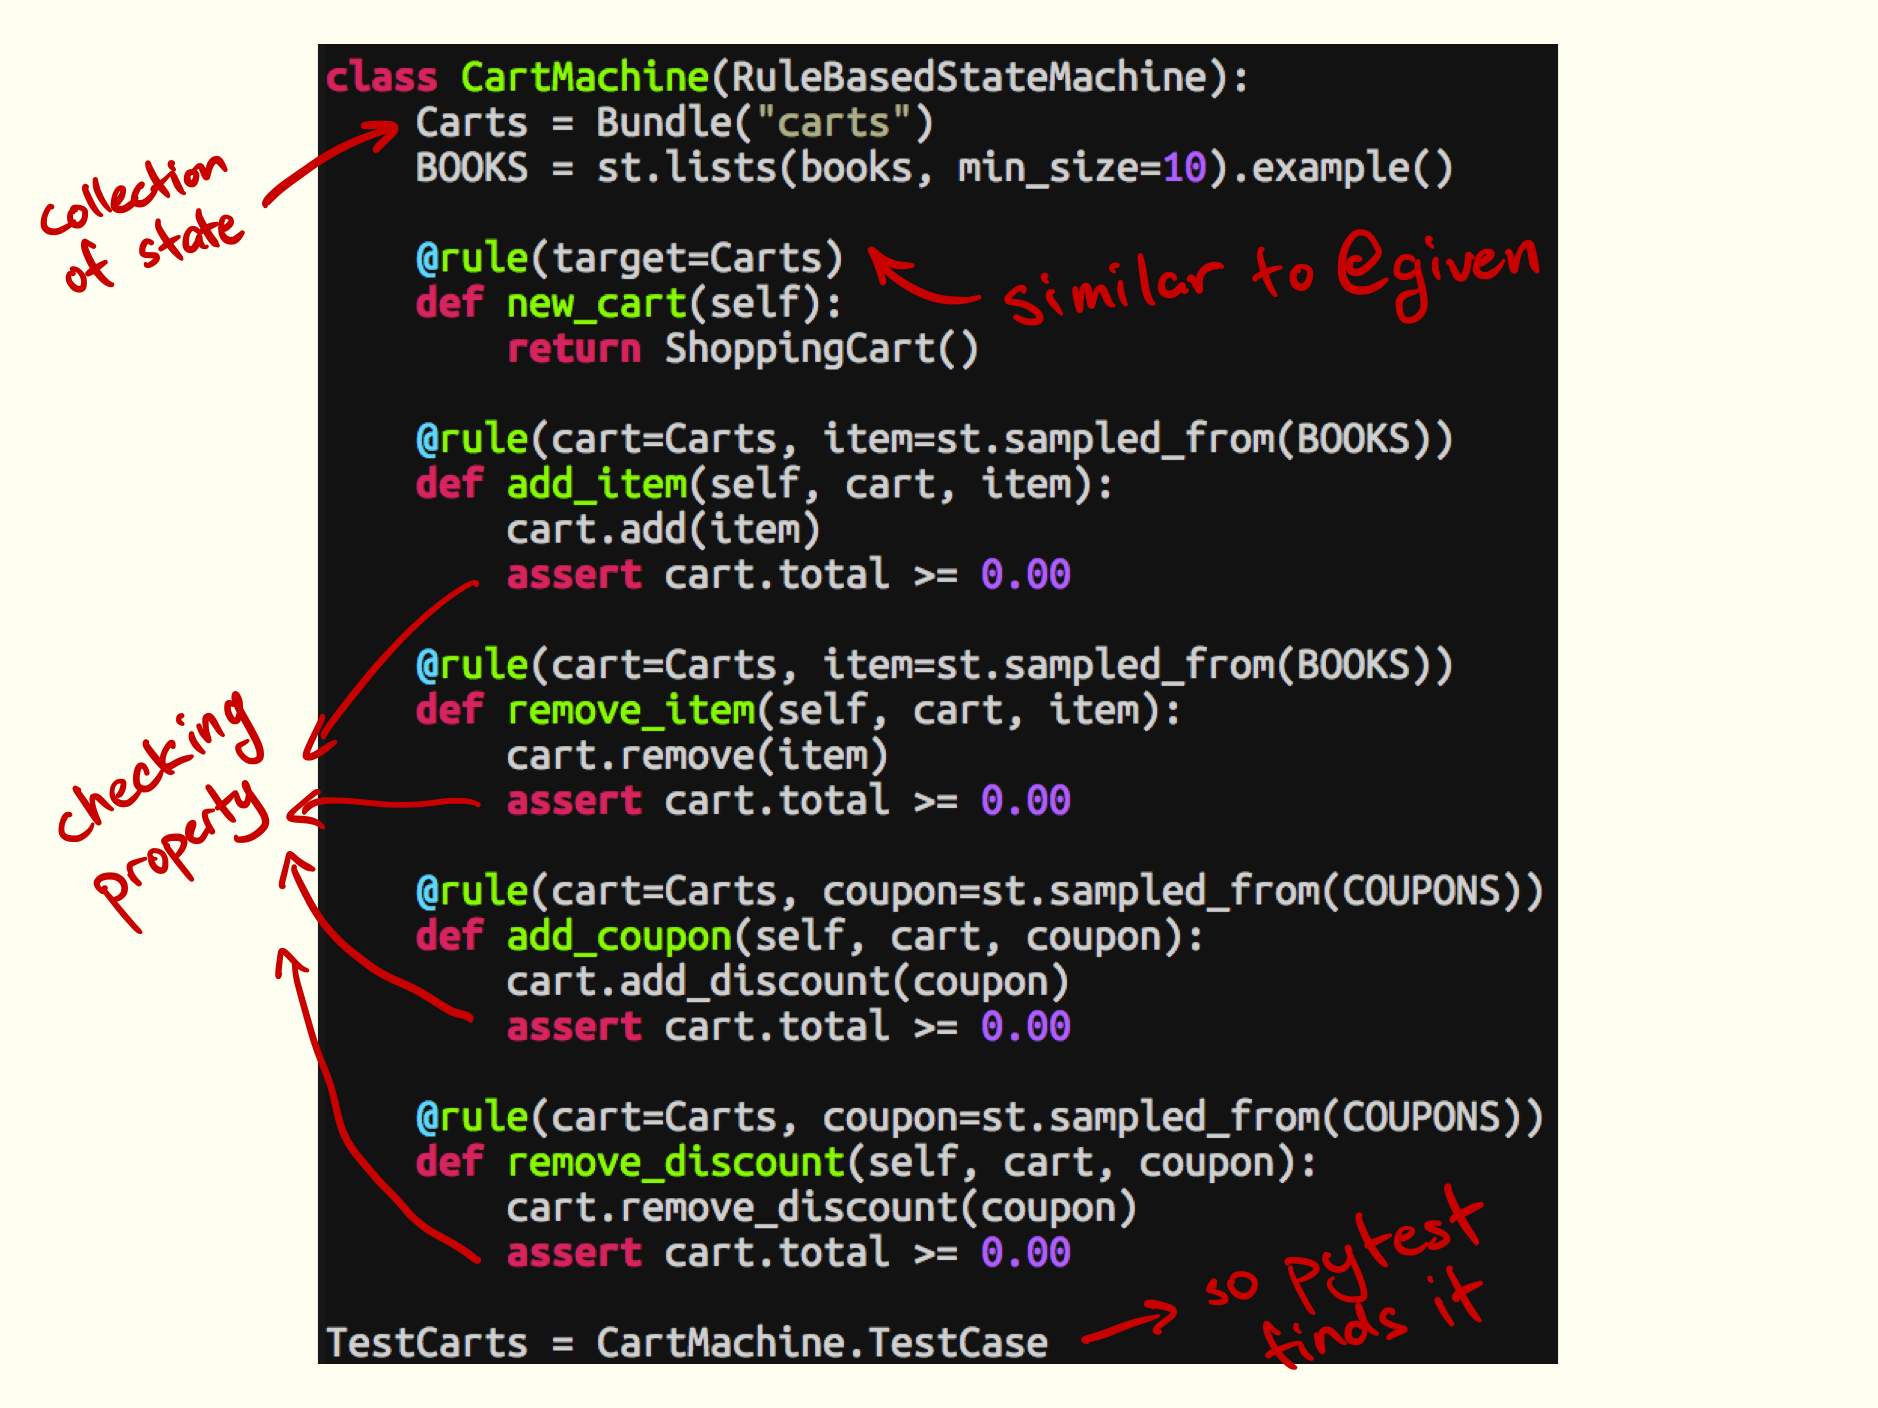 class CartMachine(RuleBasedStateMachine):
    Carts = Bundle("carts")
    BOOKS = st.lists(books, min_size=10).example()
collection
of state
    @rule(target=Carts)
similar to @given
    def new_cart(self):
        return ShoppingCart()
    @rule(cart=Carts, item=st.sampled_from(BOOKS))
    def add_item(self, cart, item):
        cart.add(item)
        assert cart.total >= 0.00
    @rule(cart=Carts, item=st.sampled_from(BOOKS))
    def remove_item(self, cart, item):
        cart.remove(item)
        assert cart.total >= 0.00
checking
property
    @rule(cart=Carts, coupon=st.sampled_from(COUPONS))
    def add_coupon(self, cart, coupon):
        cart.add_discount(coupon)
        assert cart.total >= 0.00
    @rule(cart=Carts, coupon=st.sampled_from(COUPONS))
    def remove_discount(self, cart, coupon):
        cart.remove_discount(coupon)
        assert cart.total >= 0.00
TestCarts = CartMachine.TestCase
so pytest
finds it